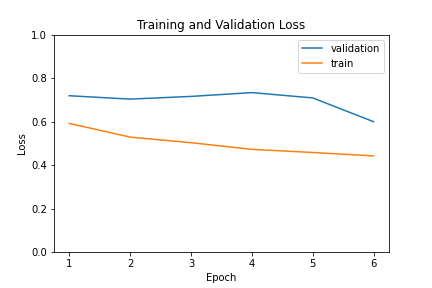 Training and Validation Loss
1.0
0.8
0.6
0.4
0.2
0.0
Loss
validation
train
1 2 3 4 5 6
Epoch